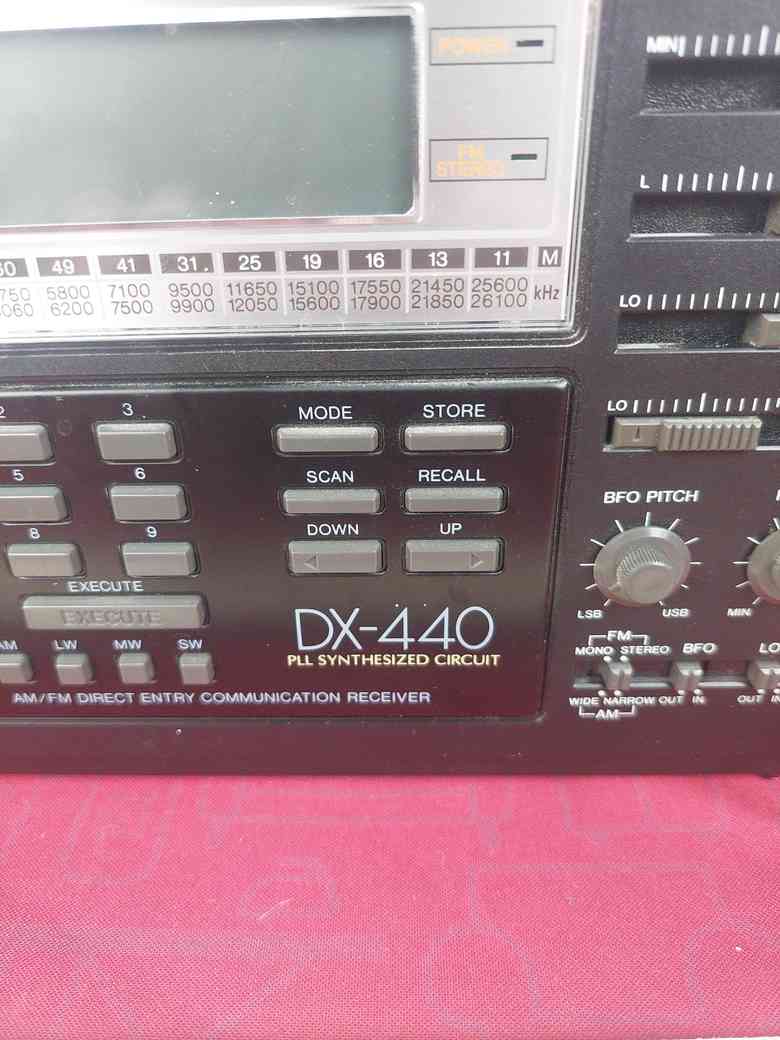 POWER
FM
STEREO
MIN
L
LO
LO
49 41 31. 25 19 16 13 11 M
5800 7100 9500 11650 15100 17550 21450 25600 kHz
6200 7500 9900 12050 15600 17900 21850 26100
2 3 MODE STORE
5 6 SCAN RECALL
8 9 DOWN UP
EXECUTE
EXECUTE
LW MW SW
DX-440
PLL SYNTHESIZED CIRCUIT
AM/FM DIRECT ENTRY COMMUNICATION RECEIVER
BFO PITCH
LSB USB MIN
FM
MONO STEREO BFO
WIDE NARROW OUT IN OUT
AM